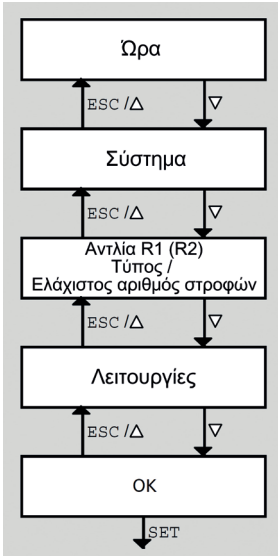 Ώρα
ESC /△ ▽
Σύστημα
ESC /△ ▽
Αντλία R1 (R2)
Τύπος /
Ελάχιστος αριθμός στροφών
ESC /△ ▽
Λειτουργίες
ESC /△ ▽
OK
SET